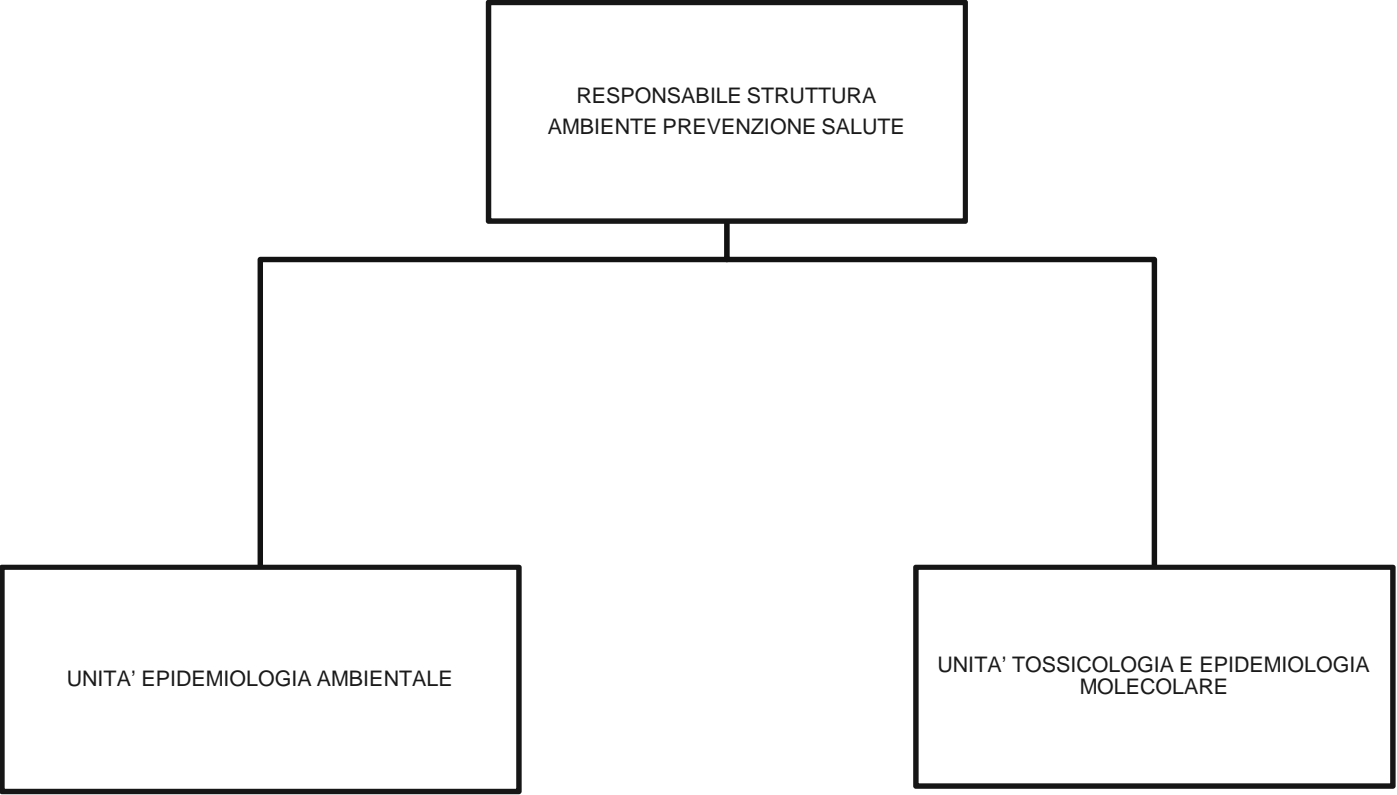 RESPONSABILE STRUTTURA
AMBIENTE PREVENZIONE SALUTE
UNITA’ EPIDEMIOLOGIA AMBIENTALE
UNITA’ TOSSICOLOGIA E EPIDEMIOLOGIA
MOLECOLARE